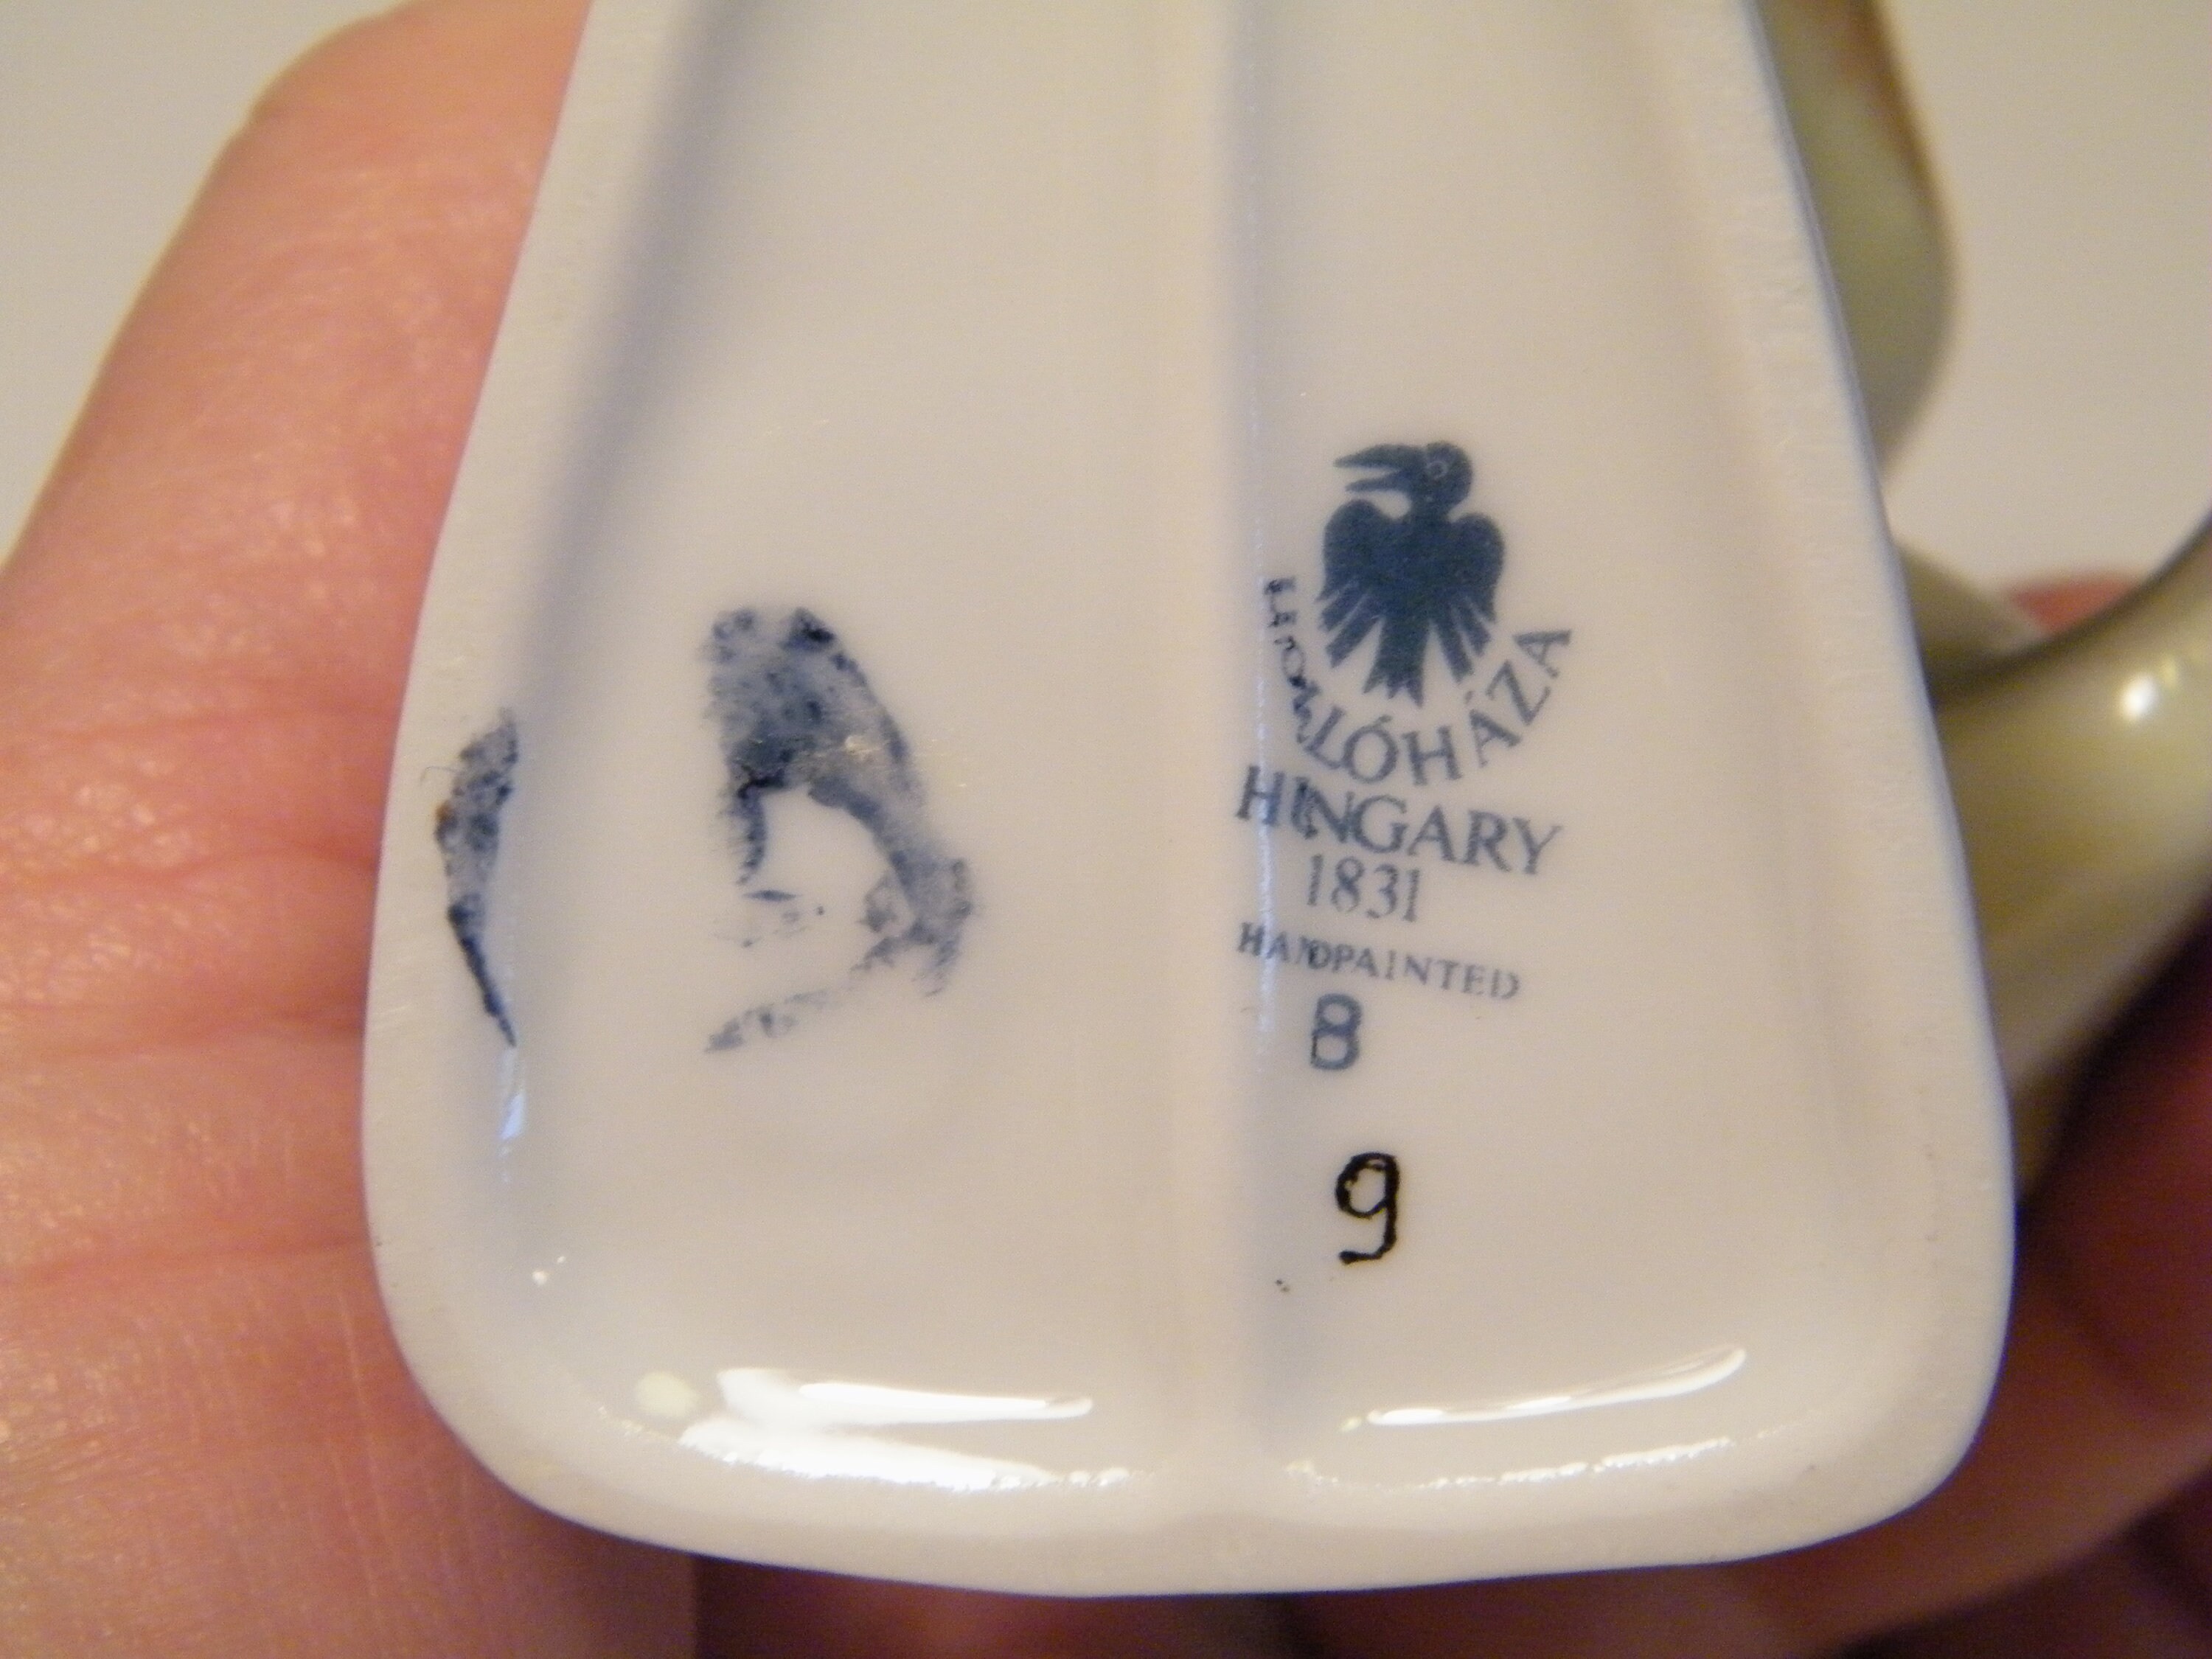 HOLLÓHÁZA
HUNGARY
1831
HANDPAINTED
8
9